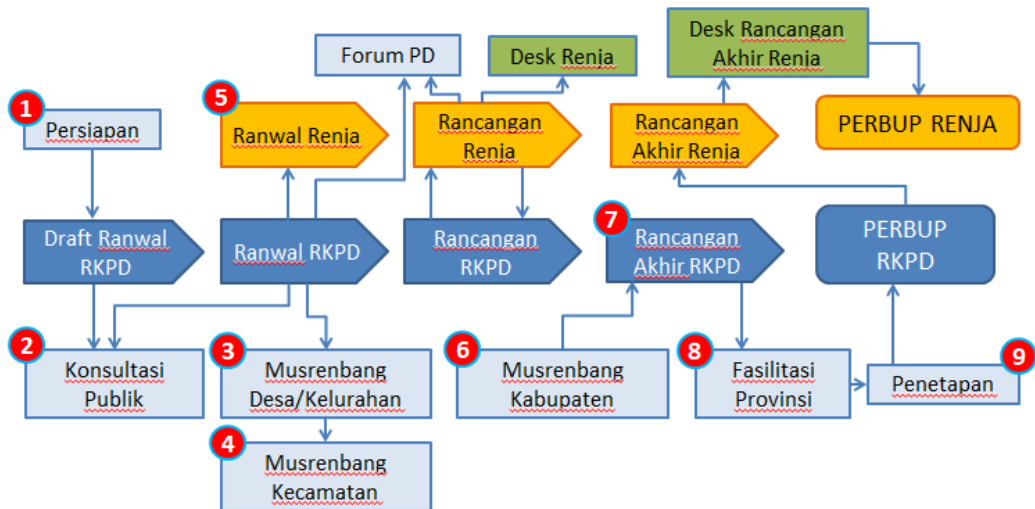 Forum PD
Desk Renja
Desk Rancangan
Akhir Renja
1
Persiapan
5
Ranwal Renja
Rancangan
Renja
Rancangan
Akhir Renja
PERBUP RENJA
Draft Ranwal
RKPD
Ranwal RKPD
Rancangan
RKPD
7
Rancangan
Akhir RKPD
PERBUP
RKPD
2
Konsultasi
Publik
3
Musrenbang
Desa/Kelurahan
6
Musrenbang
Kabupaten
8
Fasilitasi
Provinsi
9
Penetapan
4
Musrenbang
Kecamatan